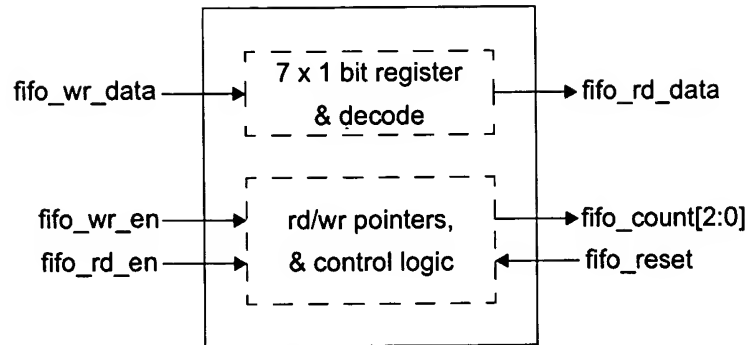 7 x 1 bit register
& decode
fifo_wr_data
fifo_rd_data
fifo_wr_en
fifo_rd_en
rd/wr pointers,
& control logic
fifo_count[2:0]
fifo_reset